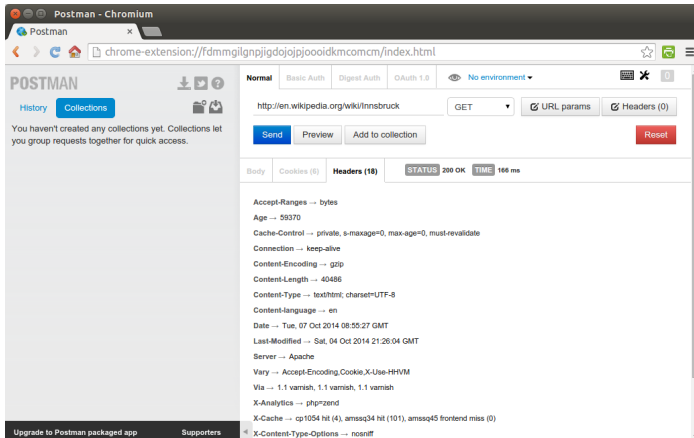 Postman - Chromium
Postman
chrome-extension://fdmmgilgnpjigdojojpjoooidkmcomcm/index.html
POSTMAN
History Collections
You haven't created any collections yet. Collections let
you group requests together for quick access.
Upgrade to Postman packaged app Supporters
Normal Basic Auth Digest Auth OAuth 1.0 No environment 0
http://en.wikipedia.org/wiki/Innsbruck GET URL params Headers (0)
Send Preview Add to collection Reset
Body Cookies (6) Headers (18) STATUS 200 OK TIME 166 ms
Accept-Ranges → bytes
Age → 59370
Cache-Control → private, s-maxage=0, max-age=0, must-revalidate
Connection → keep-alive
Content-Encoding → gzip
Content-Length → 40486
Content-Type → text/html; charset=UTF-8
Content-language → en
Date → Tue, 07 Oct 2014 08:55:27 GMT
Last-Modified → Sat, 04 Oct 2014 21:26:04 GMT
Server → Apache
Vary → Accept-Encoding,Cookie,X-Use-HHVM
Via → 1.1 varnish, 1.1 varnish, 1.1 varnish
X-Analytics → php=zend
X-Cache → cp1054 hit (4), amssq34 hit (101), amssq45 frontend miss (0)
X-Content-Type-Options → nosniff